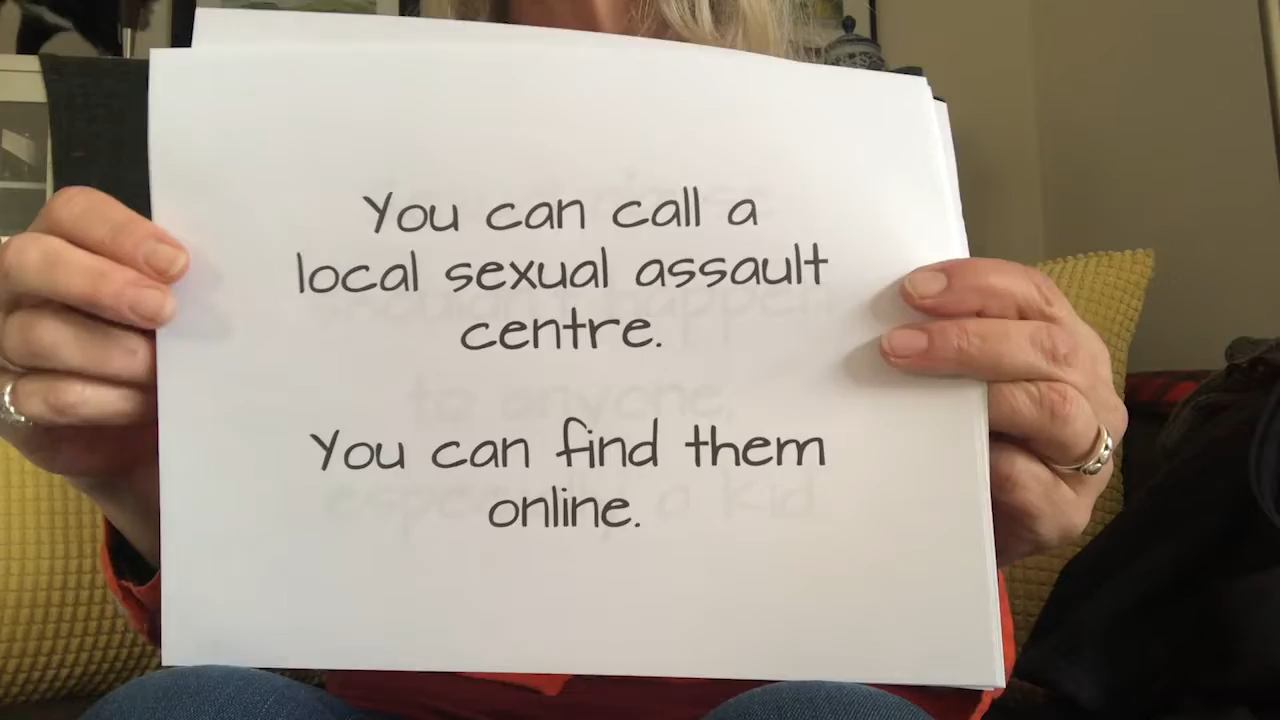 You can call a
local sexual assault
centre.
You can find them
online.